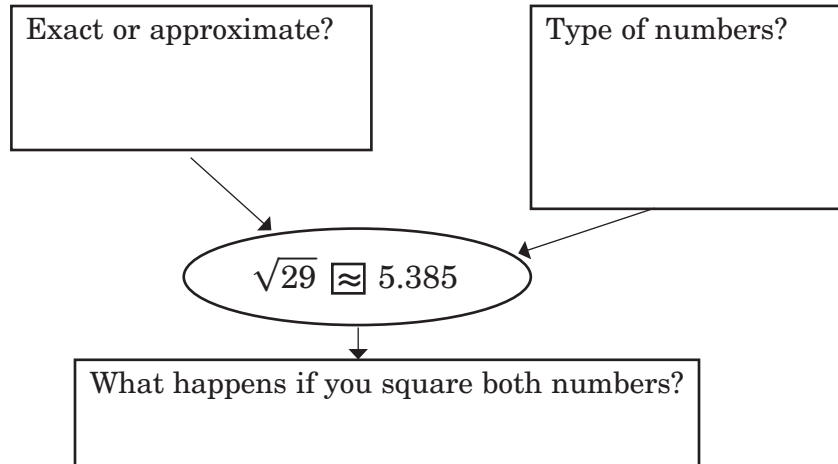 Exact or approximate?
Type of numbers?
√29 ≈ 5.385
What happens if you square both numbers?